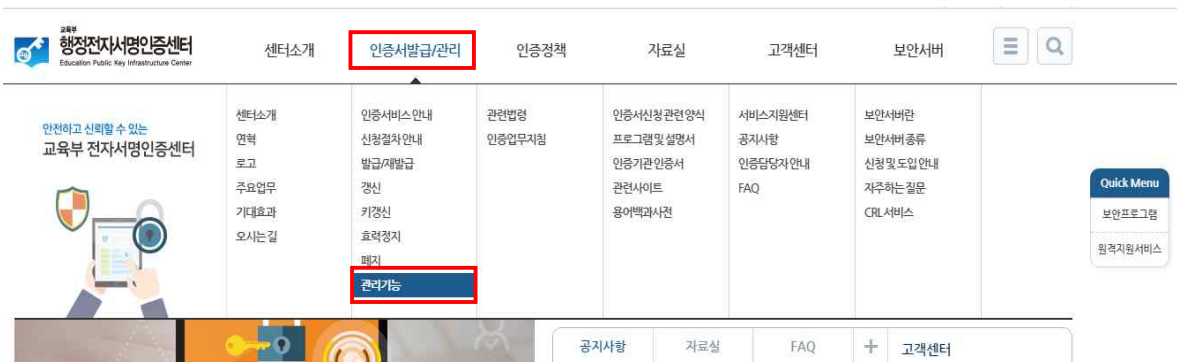 교육부
행정전자서명인증센터
Education Public Key Infrastructure Center
센터소개
인증서발급/관리
인증정책
자료실
고객센터
보안서버
안전하고 신뢰할 수 있는
교육부 전자서명인증센터
센터소개
연혁
로고
주요업무
기대효과
오시는길
인증서비스안내
신청절차안내
발급/재발급
갱신
키갱신
효력정지
폐지
관리기능
관련법령
인증업무지침
인증서신청관련양식
프로그램및설명서
인증기관인증서
관련사이트
용어백과사전
서비스지원센터
공지사항
인증담당자안내
FAQ
보안서버란
보안서버종류
신청및도입안내
자주하는질문
CRL서비스
Quick Menu
보안프로그램
원격지원서비스
공지사항
자료실
FAQ
고객센터